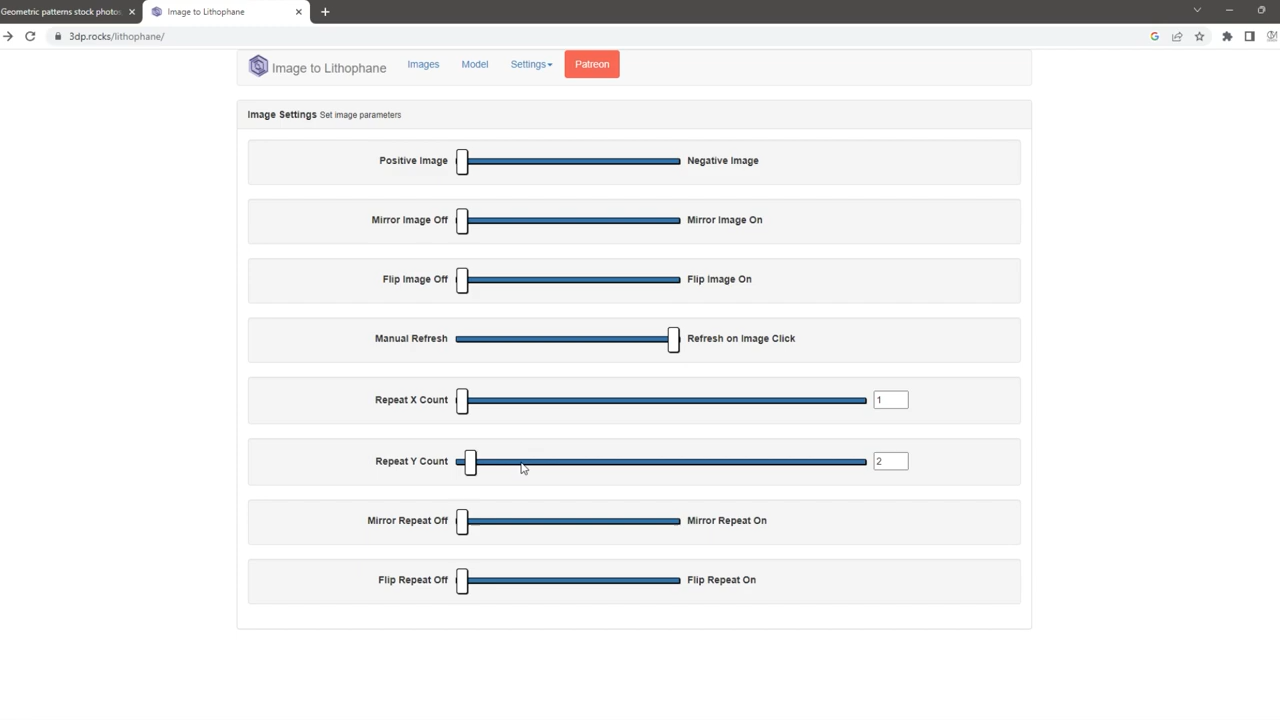 Geometric patterns stock photos
Image to Lithophane
3dp.rocks/lithophane/
Image to Lithophane Images Model Settings Patreon
Image Settings Set image parameters
Positive Image Negative Image
Mirror Image Off Mirror Image On
Flip Image Off Flip Image On
Manual Refresh Refresh on Image Click
Repeat X Count 1
Repeat Y Count 2
Mirror Repeat Off Mirror Repeat On
Flip Repeat Off Flip Repeat On